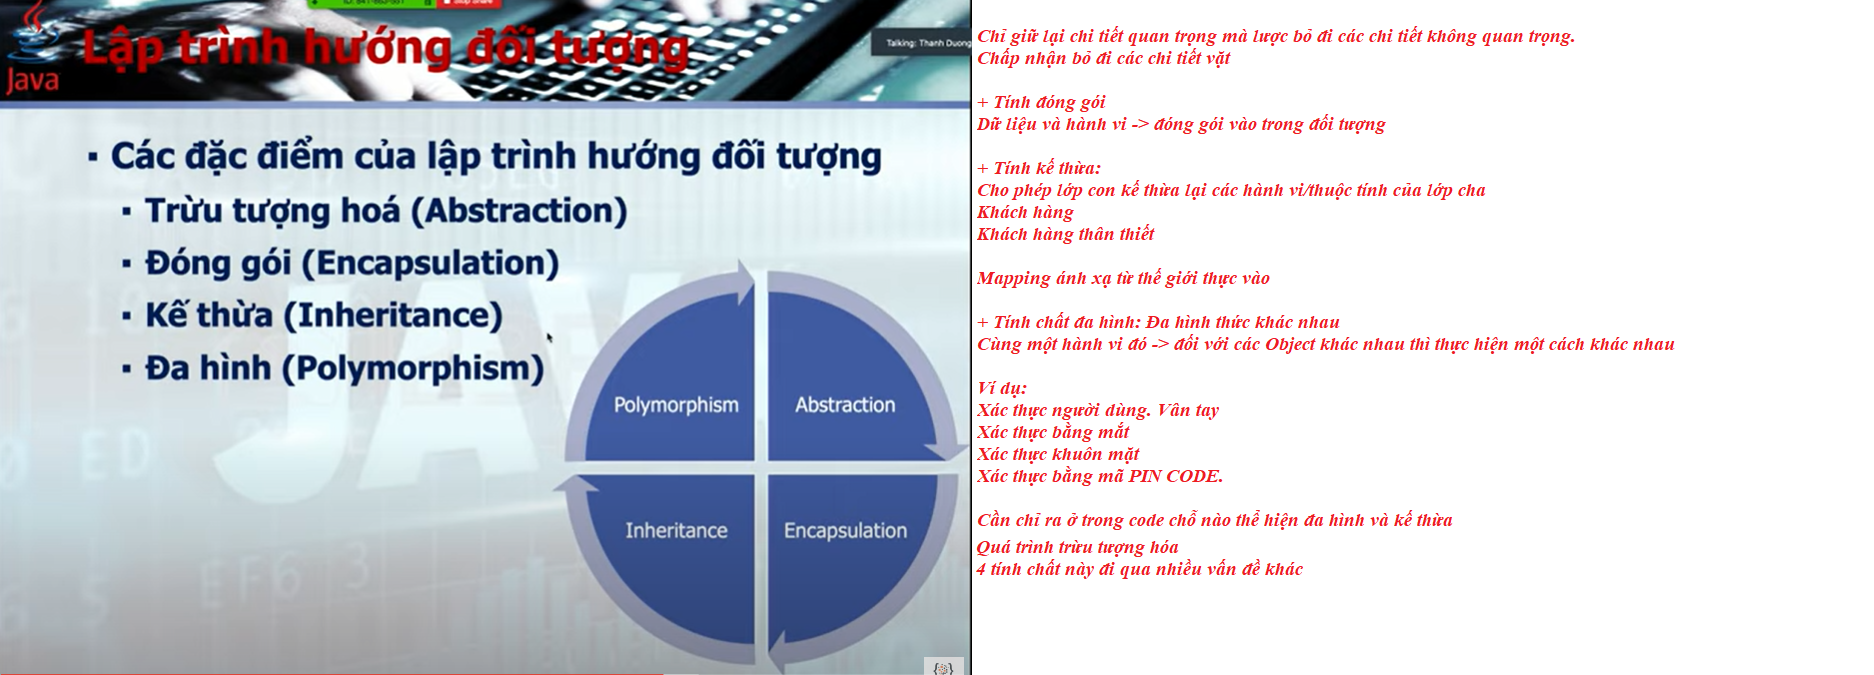 Stop Share
Lập trình hướng đối tượng
Java
Talking: Thanh Duong
▪ Các đặc điểm của lập trình hướng đối tượng
▪ Trừu tượng hoá (Abstraction)
▪ Đóng gói (Encapsulation)
▪ Kế thừa (Inheritance)
▪ Đa hình (Polymorphism)
Polymorphism
Abstraction
Inheritance
Encapsulation
Chỉ giữ lại chi tiết quan trọng mà lược bỏ đi các chi tiết không quan trọng.
Chấp nhận bỏ đi các chi tiết vặt
+ Tính đóng gói
Dữ liệu và hành vi -> đóng gói vào trong đối tượng
+ Tính kế thừa:
Cho phép lớp con kế thừa lại các hành vi/thuộc tính của lớp cha
Khách hàng
Khách hàng thân thiết
Mapping ánh xạ từ thế giới thực vào
+ Tính chất đa hình: Đa hình thức khác nhau
Cùng một hành vi đó -> đối với các Object khác nhau thì thực hiện một cách khác nhau
Ví dụ:
Xác thực người dùng. Vân tay
Xác thực bằng mắt
Xác thực khuôn mặt
Xác thực bằng mã PIN CODE.
Cần chỉ ra ở trong code chỗ nào thể hiện đa hình và kế thừa
Quá trình trừu tượng hóa
4 tính chất này đi qua nhiều vấn đề khác